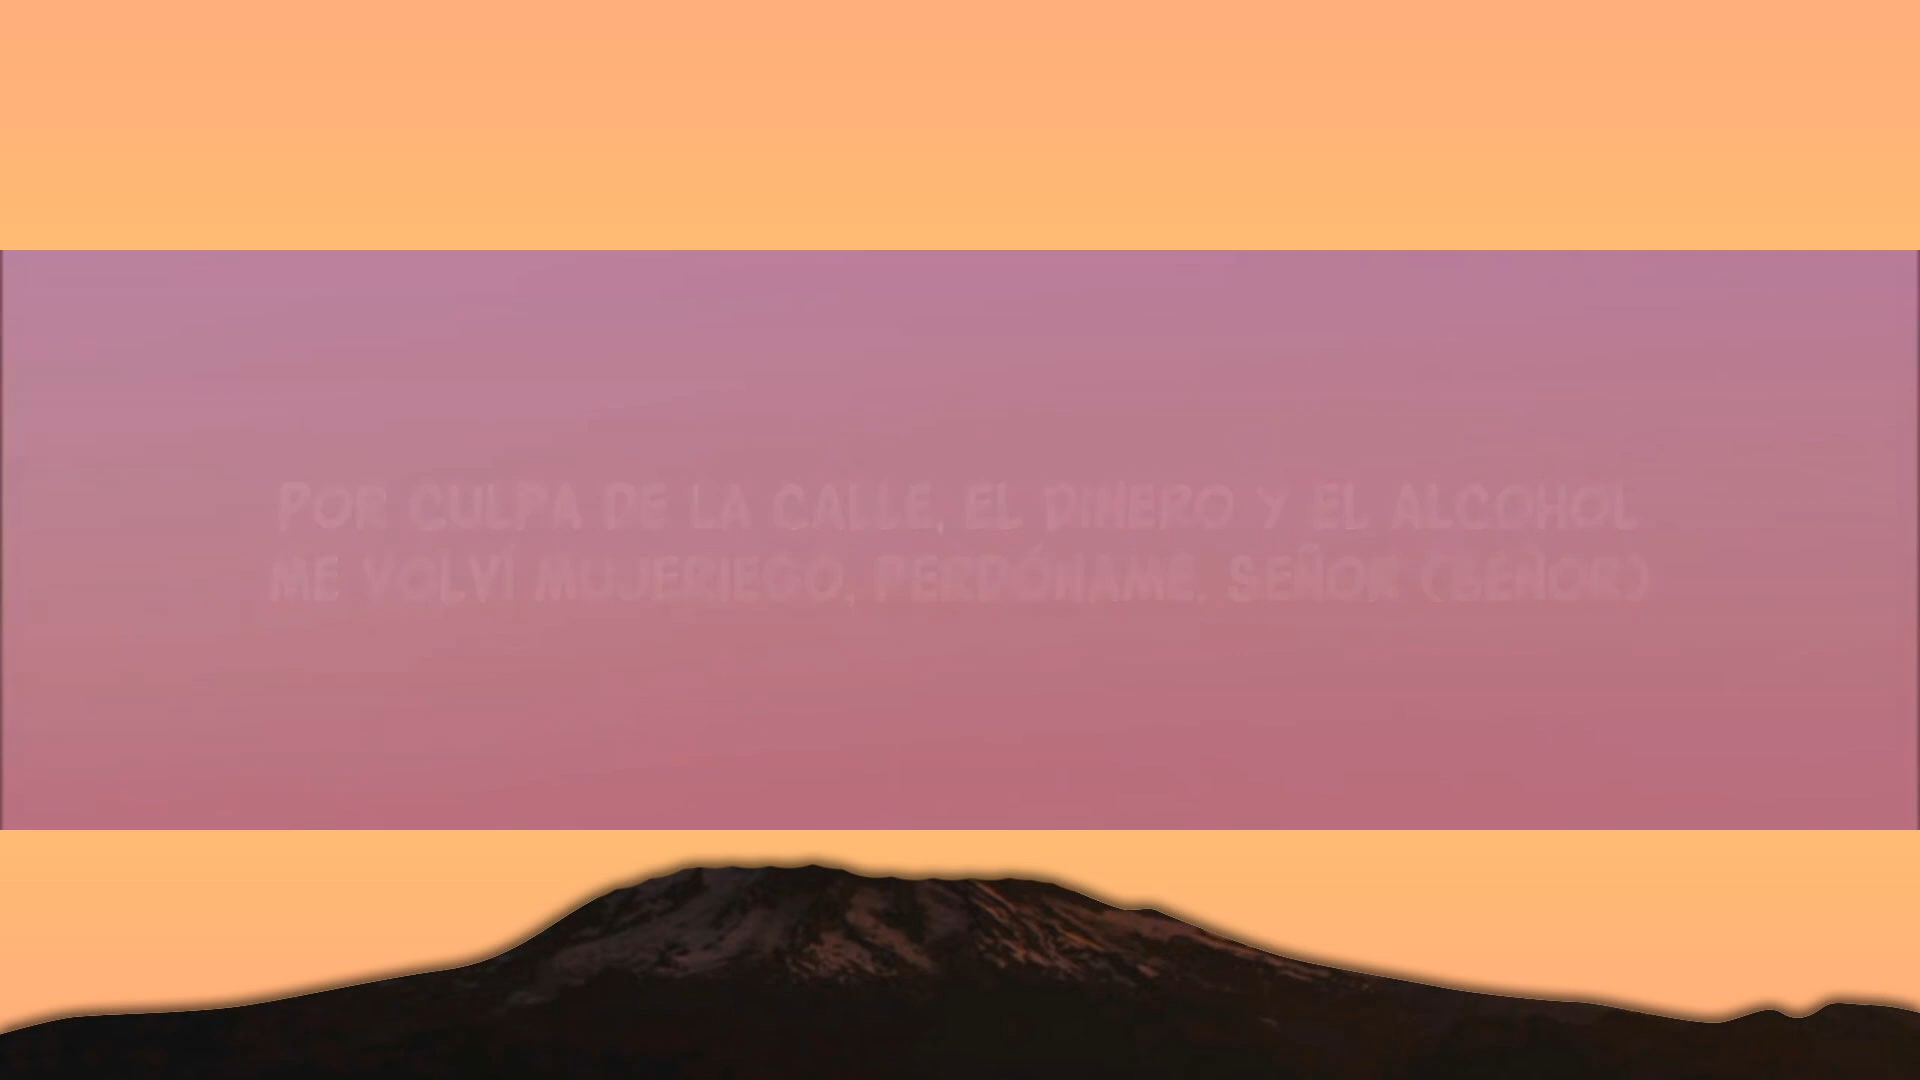 POR CULPA DE LA CALLE, EL DINERO Y EL ALCOHOL
ME VOLVÍ MUJERIEGO, PERDÓNAME, SEÑOR (SEÑOR)